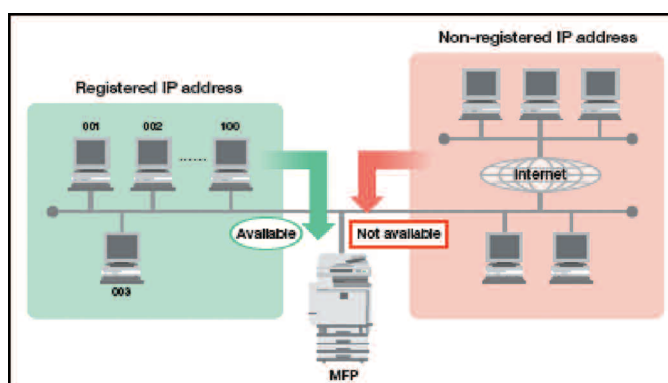 Non-registered IP address
Registered IP address
001 002 ...... 100
Internet
Available
Not available
003
MFP